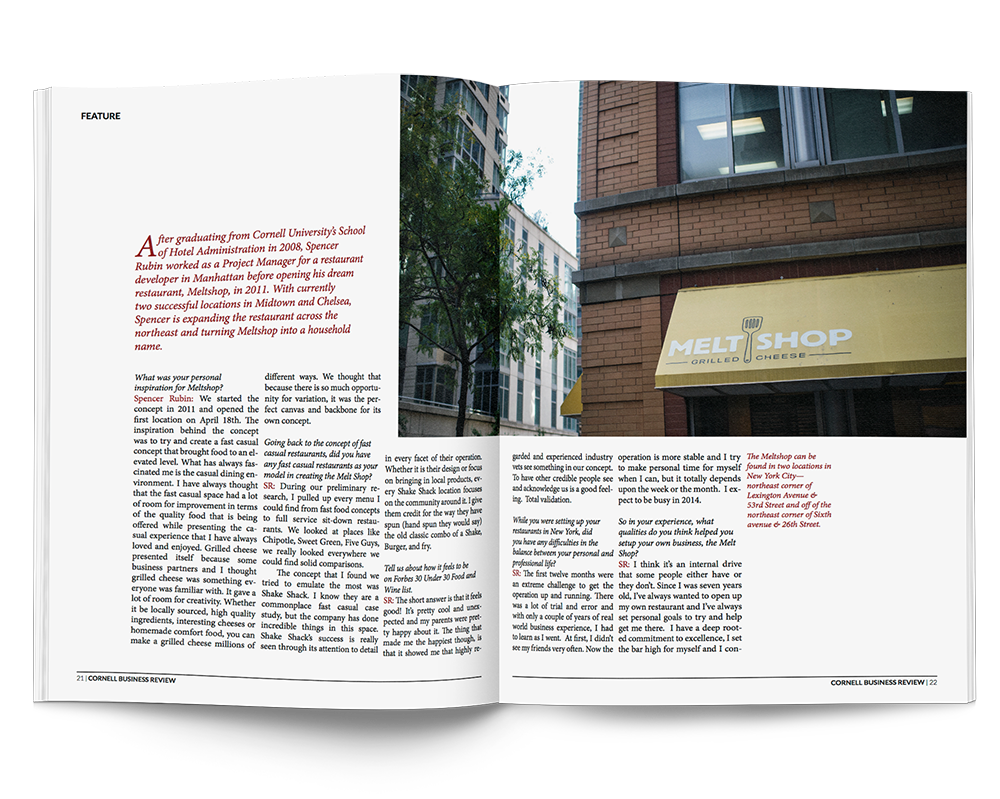 FEATURE
After graduating from Cornell University's School
of Hotel Administration in 2008, Spencer
Rubin worked as a Project Manager for a restaurant
developer in Manhattan before opening his dream
restaurant, Meltshop, in 2011. With currently
two successful locations in Midtown and Chelsea,
Spencer is expanding the restaurant across the
northeast and turning Meltshop into a household
name.
What was your personal
inspiration for Meltshop?
Spencer Rubin: We started the
concept in 2011 and opened the
first location on April 18th. The
inspiration behind the concept
was to try and create a fast casual
concept that brought food to an el-
evated level. What has always fas-
cinated me is the casual dining en-
vironment. I have always thought
that the fast casual space had a lot
of room for improvement in terms
of the quality food that is being
offered while presenting the ca-
sual experience that I have always
loved and enjoyed. Grilled cheese
presented itself because some
business partners and I thought
grilled cheese was something ev-
eryone was familiar with. It gave a
lot of room for creativity. Whether
it be locally sourced, high quality
ingredients, interesting cheeses or
homemade comfort food, you can
make a grilled cheese millions of
different ways. We thought that
because there is so much opportu-
nity for variation, it was the per-
fect canvas and backbone for its
own concept.
Going back to the concept of fast
casual restaurants, did you have
any fast casual restaurants as your
model in creating the Melt Shop?
SR: During our preliminary re-
search, I pulled up every menu I
could find from fast food concepts
to full service sit-down restau-
rants. We looked at places like
Chipotle, Sweet Green, Five Guys,
we really looked everywhere we
could find solid comparisons.
The concept that I found we
tried to emulate the most was
Shake Shack. I know they are a
commonplace fast casual case
study, but the company has done
incredible things in this space.
Shake Shack's success is really
seen through its attention to detail
in every facet of their operation.
Whether it is their design or focus
on bringing in local products, ev-
ery Shake Shack location focuses
on the community around it. I give
them credit for the way they have
spun (hand spun they would say)
the old classic combo of a Shake,
Burger, and fry.
Tell us about how it feels to be
on Forbes 30 Under 30 Food and
Wine list.
SR: The short answer is that it feels
good! It's pretty cool and unex-
pected and my parents were pret-
ty happy about it. The thing that
made me the happiest though, is
that it showed me that highly re-
21 | CORNELL BUSINESS REVIEW
MELT SHOP
GRILLED CHEESE
garded and experienced industry
vets see something in our concept.
To have other credible people see
and acknowledge us is a good feel-
ing. Total validation.
While you were setting up your
restaurants in New York, did
you have any difficulties in the
balance between your personal and
professional life?
SR: The first twelve months were
an extreme challenge to get the
operation up and running. There
was a lot of trial and error and
with only a couple of years of real
world business experience, I had
to learn as I went. At first, I didn't
see my friends very often. Now the
operation is more stable and I try
to make personal time for myself
when I can, but it totally depends
upon the week or the month. I ex-
pect to be busy in 2014.
So in your experience, what
qualities do you think helped you
setup your own business, the Melt
Shop?
SR: I think it's an internal drive
that some people either have or
they don't. Since I was seven years
old, I've always wanted to open up
my own restaurant and I've always
set personal goals to try and help
get me there. I have a deep root-
ed commitment to excellence, I set
the bar high for myself and I con-
The Meltshop can be
found in two locations in
New York City—
northeast corner of
Lexington Avenue &
53rd Street and off of the
northeast corner of Sixth
avenue & 26th Street.
CORNELL BUSINESS REVIEW | 22